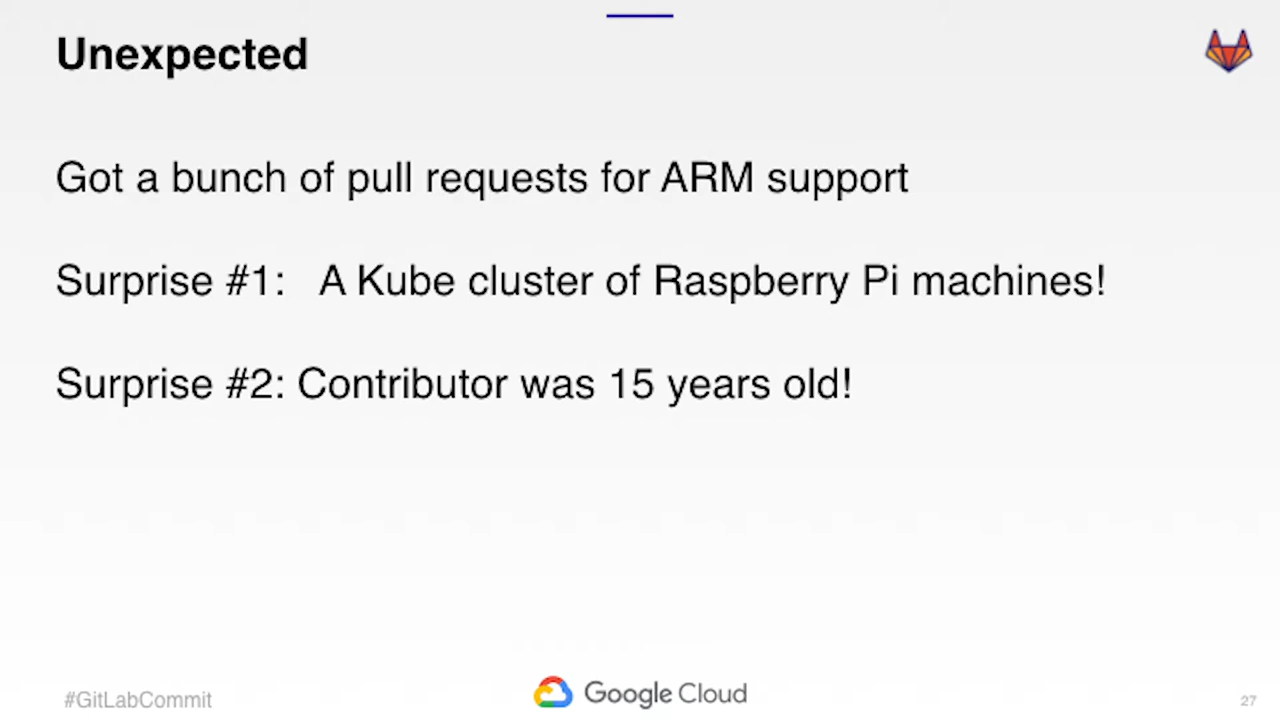 Unexpected
Got a bunch of pull requests for ARM support
Surprise #1: A Kube cluster of Raspberry Pi machines!
Surprise #2: Contributor was 15 years old!
#GitLabCommit
Google Cloud
27